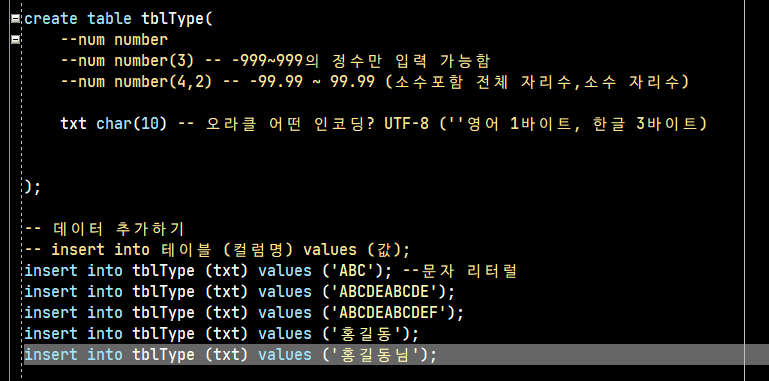 create table tblType(
--num number
--num number(3) -- -999~999의 정수만 입력 가능함
--num number(4,2) -- -99.99 ~ 99.99 (소수포함 전체 자리수,소수 자리수)
txt char(10) -- 오라클 어떤 인코딩? UTF-8 (''영어 1바이트, 한글 3바이트)
);
-- 데이터 추가하기
-- insert into 테이블 (컬럼명) values (값);
insert into tblType (txt) values ('ABC'); --문자 리터럴
insert into tblType (txt) values ('ABCDEABCDE');
insert into tblType (txt) values ('ABCDEABCDEF');
insert into tblType (txt) values ('홍길동');
insert into tblType (txt) values ('홍길동님');